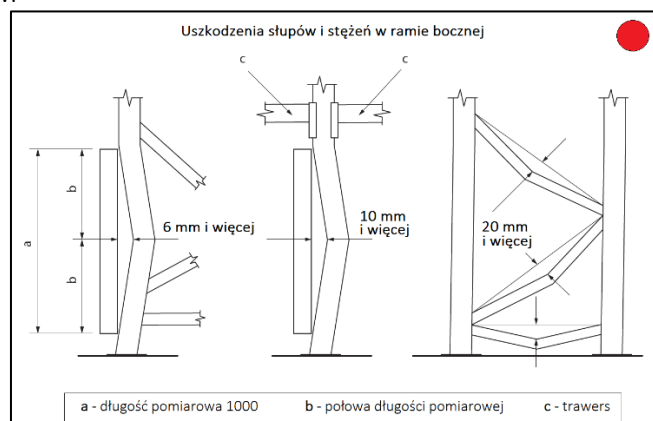 Uszkodzenia słupów i stężeń w ramie bocznej
c
c
b
a
b
6 mm i więcej
10 mm
i więcej
20 mm
i więcej
a - długość pomiarowa 1000 b - połowa długości pomiarowej c - trawers